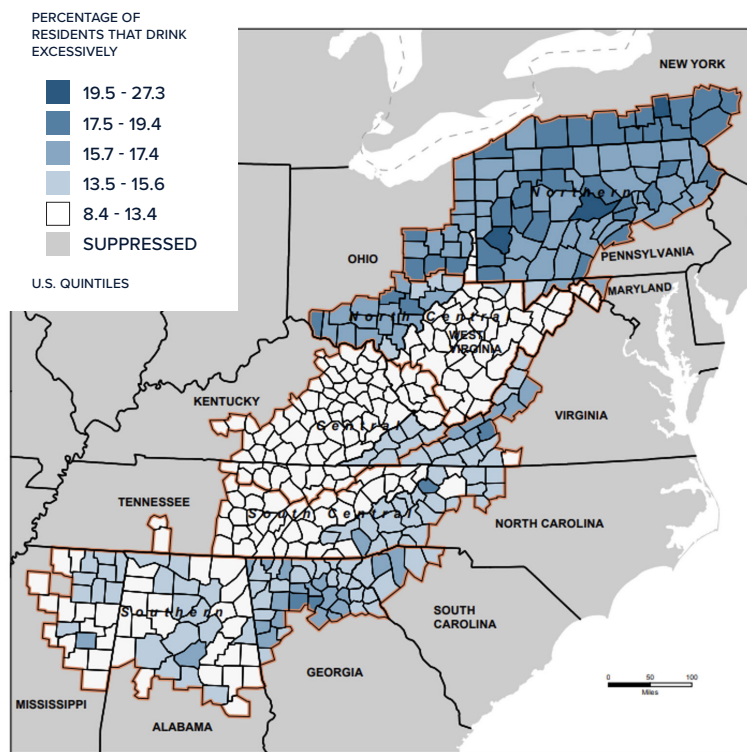 PERCENTAGE OF
RESIDENTS THAT DRINK
EXCESSIVELY
19.5 - 27.3
17.5 - 19.4
15.7 - 17.4
13.5 - 15.6
8.4 - 13.4
SUPPRESSED
U.S. QUINTILES
NEW YORK
Northern
PENNSYLVANIA
OHIO
MARYLAND
North Central
WEST
VIRGINIA
KENTUCKY
VIRGINIA
Central
TENNESSEE
South Central
NORTH CAROLINA
Southern
SOUTH
CAROLINA
GEORGIA
MISSISSIPPI
ALABAMA
0 50 100
Miles